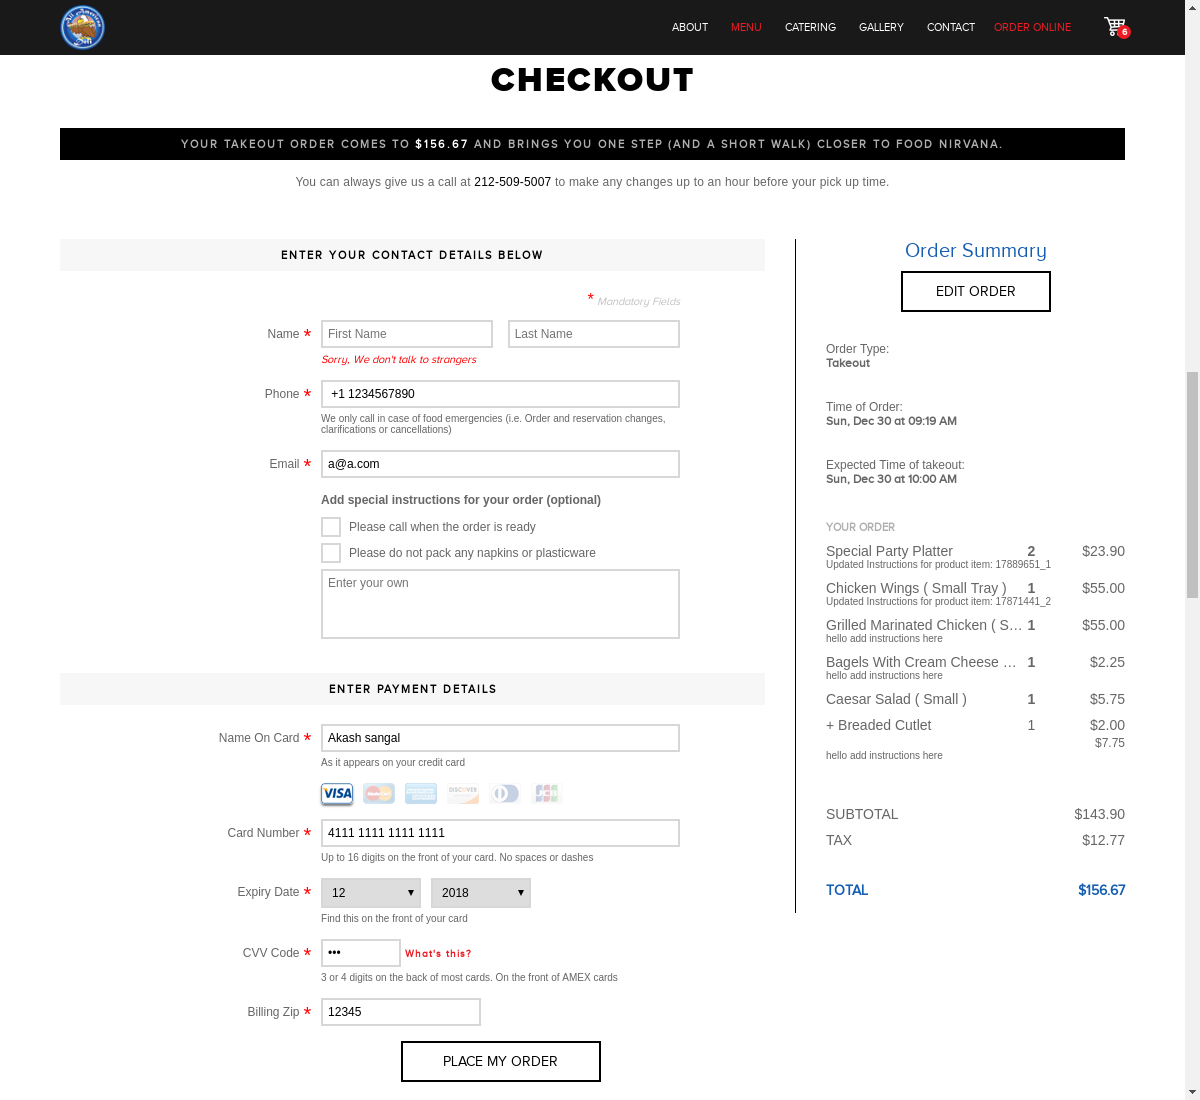 All American
Deli
ABOUT MENU CATERING GALLERY CONTACT ORDER ONLINE 6
CHECKOUT
YOUR TAKEOUT ORDER COMES TO $156.67 AND BRINGS YOU ONE STEP (AND A SHORT WALK) CLOSER TO FOOD NIRVANA.
You can always give us a call at 212-509-5007 to make any changes up to an hour before your pick up time.
ENTER YOUR CONTACT DETAILS BELOW
* Mandatory Fields
Name * First Name Last Name
Sorry, We don't talk to strangers
Phone * +1 1234567890
We only call in case of food emergencies (i.e. Order and reservation changes,
clarifications or cancellations)
Email * a@a.com
Add special instructions for your order (optional)
Please call when the order is ready
Please do not pack any napkins or plasticware
Enter your own
ENTER PAYMENT DETAILS
Name On Card * Akash sangal
As it appears on your credit card
VISA MasterCard DISCOVER JCB
Card Number * 4111 1111 1111 1111
Up to 16 digits on the front of your card. No spaces or dashes
Expiry Date * 12 2018
Find this on the front of your card
CVV Code * ••• What's this?
3 or 4 digits on the back of most cards. On the front of AMEX cards
Billing Zip * 12345
PLACE MY ORDER
Order Summary
EDIT ORDER
Order Type:
Takeout
Time of Order:
Sun, Dec 30 at 09:19 AM
Expected Time of takeout:
Sun, Dec 30 at 10:00 AM
YOUR ORDER
Special Party Platter 2 $23.90
Updated Instructions for product item: 17889651_1
Chicken Wings ( Small Tray ) 1 $55.00
Updated Instructions for product item: 17871441_2
Grilled Marinated Chicken ( S... 1 $55.00
hello add instructions here
Bagels With Cream Cheese ... 1 $2.25
hello add instructions here
Caesar Salad ( Small ) 1 $5.75
+ Breaded Cutlet 1 $2.00
$7.75
hello add instructions here
SUBTOTAL $143.90
TAX $12.77
TOTAL $156.67